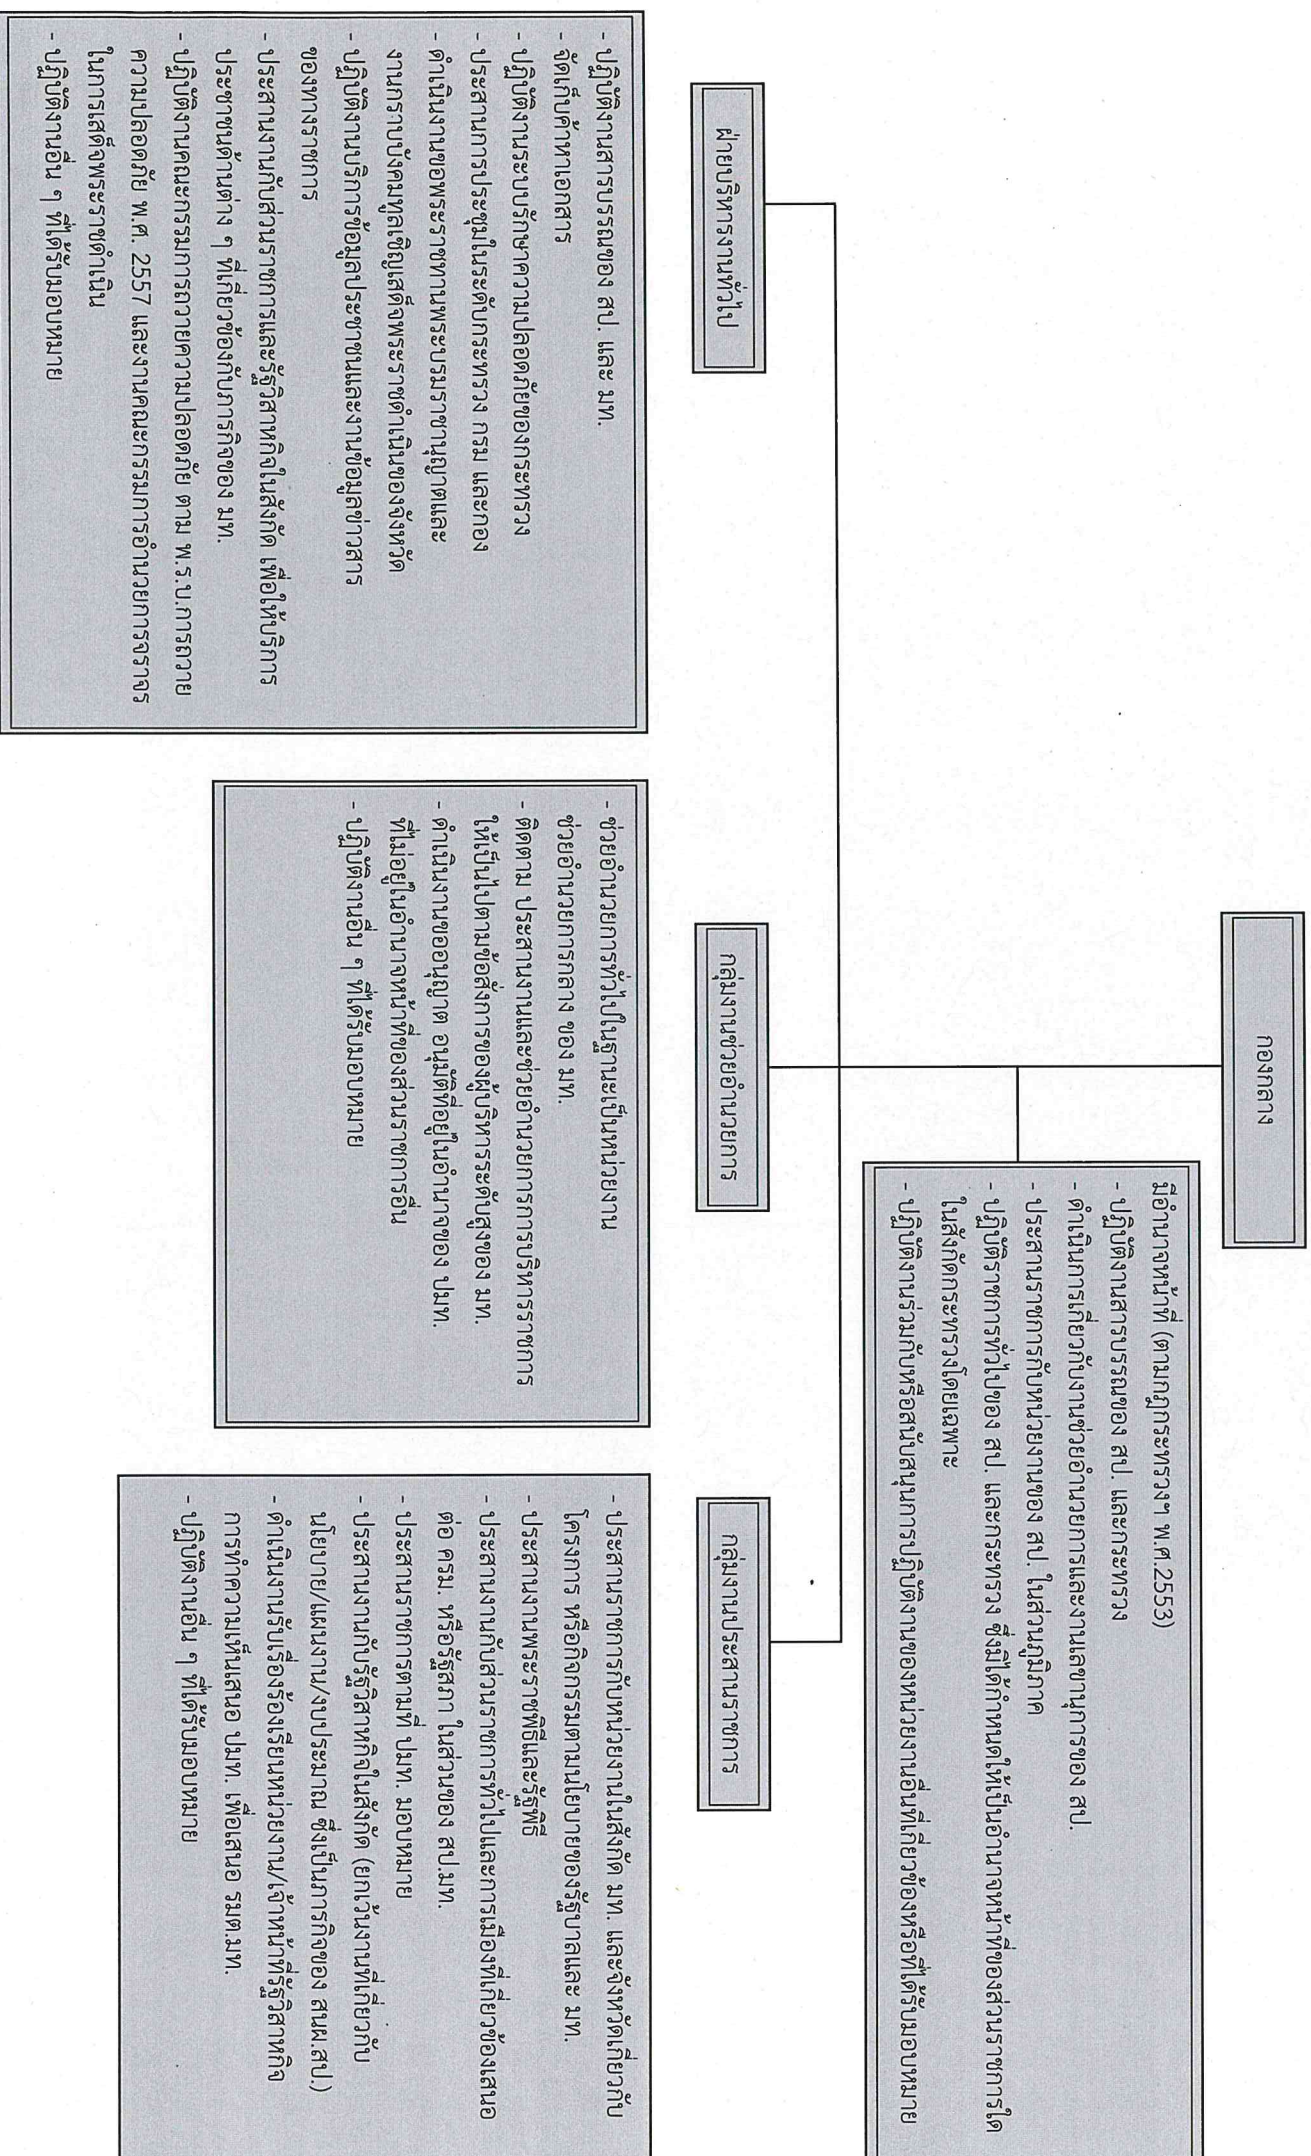 กองกลาง
มีอำนาจหน้าที่ (ตามกฎกระทรวงฯ พ.ศ.2553)
- ปฏิบัติงานสารบรรณของ สป. และกระทรวง
- ดำเนินการเกี่ยวกับงานช่วยอำนวยการและงานเลขานุการของ สป.
- ประสานราชการกับหน่วยงานของ สป. ในส่วนภูมิภาค
- ปฏิบัติราชการทั่วไปของ สป. และกระทรวง ซึ่งมิได้กำหนดให้เป็นอำนาจหน้าที่ของส่วนราชการใด
ในสังกัดกระทรวงโดยเฉพาะ
- ปฏิบัติงานร่วมกับหรือสนับสนุนการปฏิบัติงานของหน่วยงานอื่นที่เกี่ยวข้องหรือที่ได้รับมอบหมาย
ฝ่ายบริหารงานทั่วไป
- ปฏิบัติงานสารบรรณของ สป. และ มท.
- จัดเก็บค้าหาเอกสาร
- ปฏิบัติงานระบบรักษาความปลอดภัยของกระทรวง
- ประสานการประชุมในระดับกระทรวง กรม และกอง
- ดำเนินงานขอพระราชทานพระบรมราชานุญาตและ
งานกราบบังคมทูลเชิญเสด็จพระราชดำเนินของจังหวัด
- ปฏิบัติงานบริการข้อมูลประชาชนและงานข้อมูลข่าวสาร
ของทางราชการ
- ประสานงานกับส่วนราชการและรัฐวิสาหกิจในสังกัด เพื่อให้บริการ
ประชาชนด้านต่าง ๆ ที่เกี่ยวข้องกับภารกิจของ มท.
- ปฏิบัติงานคณะกรรมการถวายความปลอดภัย ตาม พ.ร.บ.การถวาย
ความปลอดภัย พ.ศ. 2557 และงานคณะกรรมการอำนวยการจราจร
ในการเสด็จพระราชดำเนิน
- ปฏิบัติงานอื่น ๆ ที่ได้รับมอบหมาย
กลุ่มงานช่วยอำนวยการ
- ช่วยอำนวยการทั่วไปในฐานะเป็นหน่วยงาน
ช่วยอำนวยการกลาง ของ มท.
- ติดตาม ประสานงานและช่วยอำนวยการการบริหารราชการ
ให้เป็นไปตามข้อสั่งการของผู้บริหารระดับสูงของ มท.
- ดำเนินงานขออนุญาต อนุมัติที่อยู่ในอำนาจของ ปมท.
ที่ไม่อยู่ในอำนาจหน้าที่ของส่วนราชการอื่น
- ปฏิบัติงานอื่น ๆ ที่ได้รับมอบหมาย
กลุ่มงานประสานราชการ
- ประสานราชการกับหน่วยงานในสังกัด มท. และจังหวัดเกี่ยวกับ
โครงการ หรือกิจกรรมตามนโยบายของรัฐบาลและ มท.
- ประสานงานพระราชพิธีและรัฐพิธี
- ประสานงานกับส่วนราชการทั่วไปและการเมืองที่เกี่ยวข้องเสนอ
ต่อ ครม. หรือรัฐสภา ในส่วนของ สป.มท.
- ประสานราชการตามที่ ปมท. มอบหมาย
- ประสานงานกับรัฐวิสาหกิจในสังกัด (ยกเว้นงานที่เกี่ยวกับ
นโยบาย/แผนงาน/งบประมาณ ซึ่งเป็นภารกิจของ สนผ.สป.)
- ดำเนินงานรับเรื่องร้องเรียนหน่วยงาน/เจ้าหน้าที่รัฐวิสาหกิจ
การทำความเห็นเสนอ ปมท. เพื่อเสนอ รมต.มท.
- ปฏิบัติงานอื่น ๆ ที่ได้รับมอบหมาย